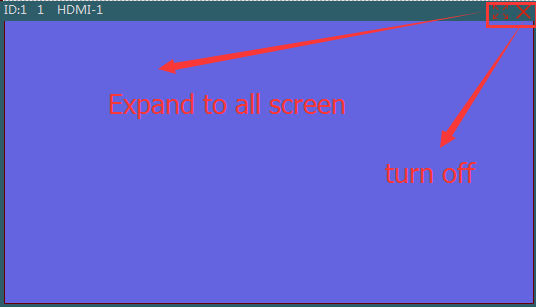 ID:1 1 HDMI-1
Expand to all screen
turn off